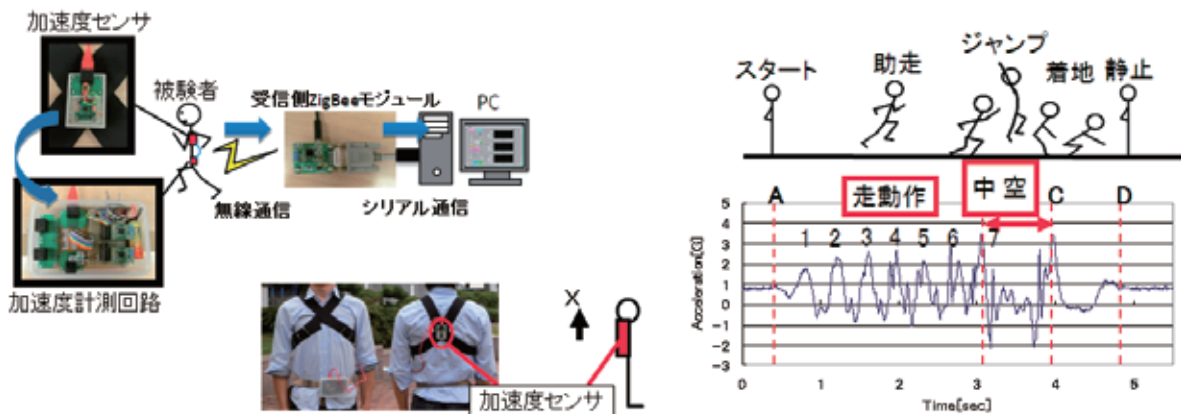 加速度センサ
被験者
受信側ZigBeeモジュール
PC
無線通信
シリアル通信
加速度計測回路
X
加速度センサ
スタート
助走
ジャンプ
着地
静止
A
走動作
中空
C
D
1
2
3
4
5
6
7
Acceleration[G]
5
4
3
2
1
0
-1
-2
-3
0
1
2
3
4
5
Time[sec]